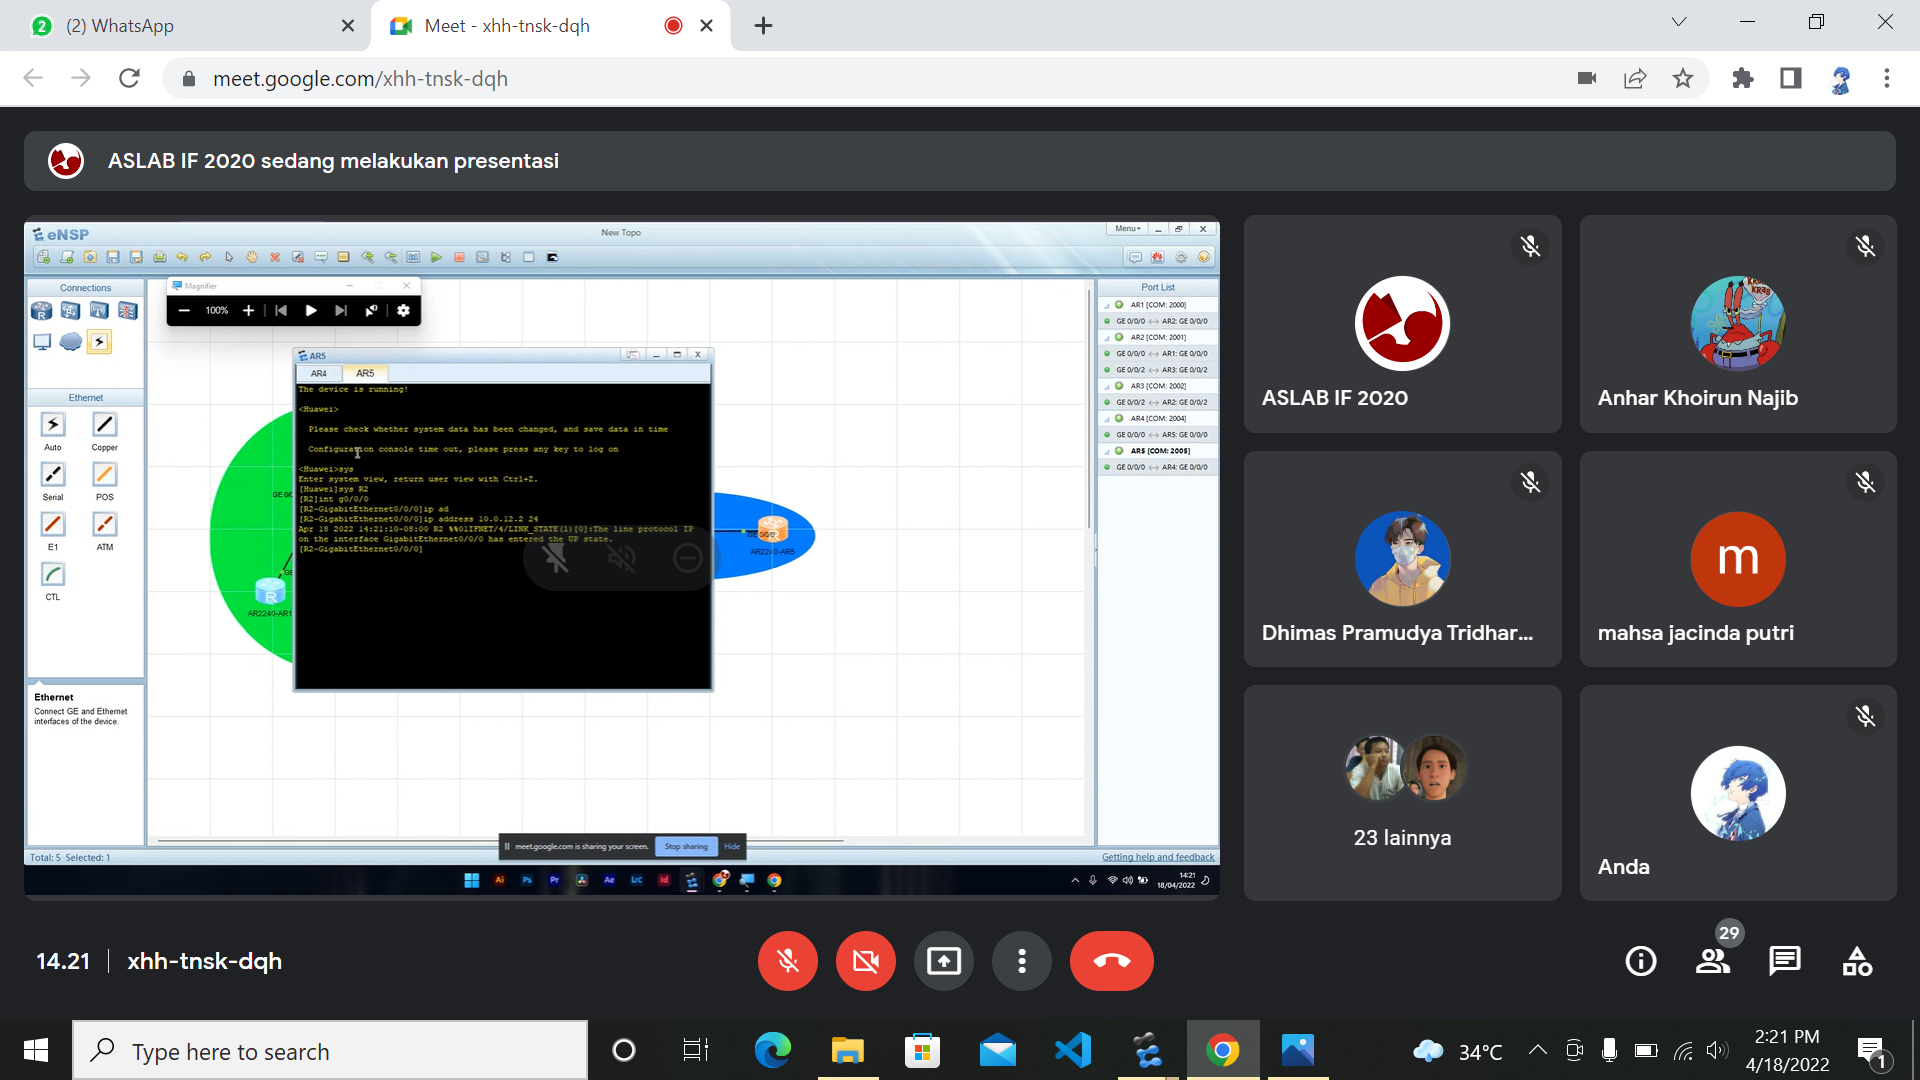 (2) WhatsApp
Meet - xhh-tnsk-dqh
meet.google.com/xhh-tnsk-dqh
ASLAB IF 2020 sedang melakukan presentasi
eNSP
New Topo
Menu
Connections
Magnifier
100%
Ethernet
Auto
Copper
Serial
POS
E1
ATM
CTL
Ethernet
Connect GE and Ethernet
interfaces of the device.
AR5
AR4
AR5
The device is running!
<Huawei>
Please check whether system data has been changed, and save data in time
Configuration console time out, please press any key to log on
<Huawei>sys
Enter system view, return user view with Ctrl+Z.
[Huawei]sys R2
[R2]int g0/0/0
[R2-GigabitEthernet0/0/0]ip ad
[R2-GigabitEthernet0/0/0]ip address 10.0.12.2 24
Apr 18 2022 14:21:10-08:00 R2 %%01IFNET/4/LINK_STATE(l)[0]:The line protocol IP
on the interface GigabitEthernet0/0/0 has entered the UP state.
[R2-GigabitEthernet0/0/0]
GE 0/0
GE
R
AR2240-AR1
GE 0/0/0
AR2240-AR5
Port List
AR1 [COM: 2000]
GE 0/0/0 <-> AR2: GE 0/0/0
AR2 [COM: 2001]
GE 0/0/0 <-> AR1: GE 0/0/0
GE 0/0/2 <-> AR3: GE 0/0/2
AR3 [COM: 2002]
GE 0/0/2 <-> AR2: GE 0/0/2
AR4 [COM: 2004]
GE 0/0/0 <-> AR5: GE 0/0/0
AR5 [COM: 2005]
GE 0/0/0 <-> AR4: GE 0/0/0
meet.google.com is sharing your screen.
Stop sharing
Hide
Total: 5 Selected: 1
Getting help and feedback
Ai
Ps
Pr
Ae
Lrc
Id
14:21
18/04/2022
ASLAB IF 2020
Anhar Khoirun Najib
Dhimas Pramudya Tridhar...
m
mahsa jacinda putri
23 lainnya
Anda
14.21
xhh-tnsk-dqh
29
Type here to search
34°C
2:21 PM
4/18/2022
1